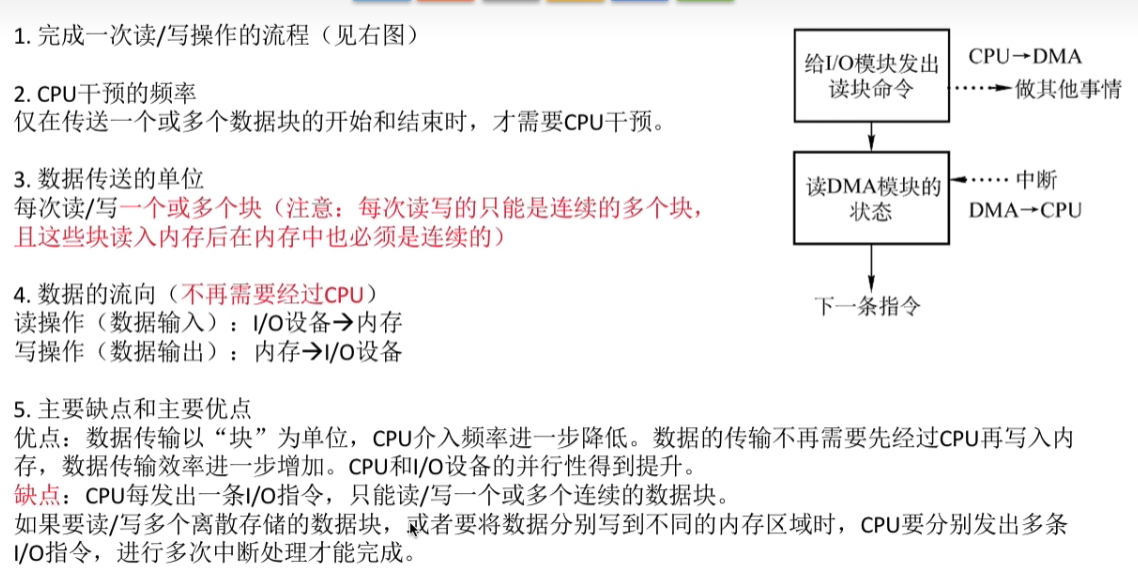 1. 完成一次读/写操作的流程（见右图）
2. CPU干预的频率
仅在传送一个或多个数据块的开始和结束时，才需要CPU干预。
3. 数据传送的单位
每次读/写一个或多个块（注意：每次读写的只能是连续的多个块，
且这些块读入内存后在内存中也必须是连续的）
4. 数据的流向（不再需要经过CPU）
读操作（数据输入）：I/O设备→内存
写操作（数据输出）：内存→I/O设备
5. 主要缺点和主要优点
优点：数据传输以“块”为单位，CPU介入频率进一步降低。数据的传输不再需要先经过CPU再写入内
存，数据传输效率进一步增加。CPU和I/O设备的并行性得到提升。
缺点：CPU每发出一条I/O指令，只能读/写一个或多个连续的数据块。
如果要读/写多个离散存储的数据块，或者要将数据分别写到不同的内存区域时，CPU要分别发出多条
I/O指令，进行多次中断处理才能完成。
给I/O模块发出
读块命令
CPU→DMA
做其他事情
读DMA模块的
状态
中断
DMA→CPU
下一条指令